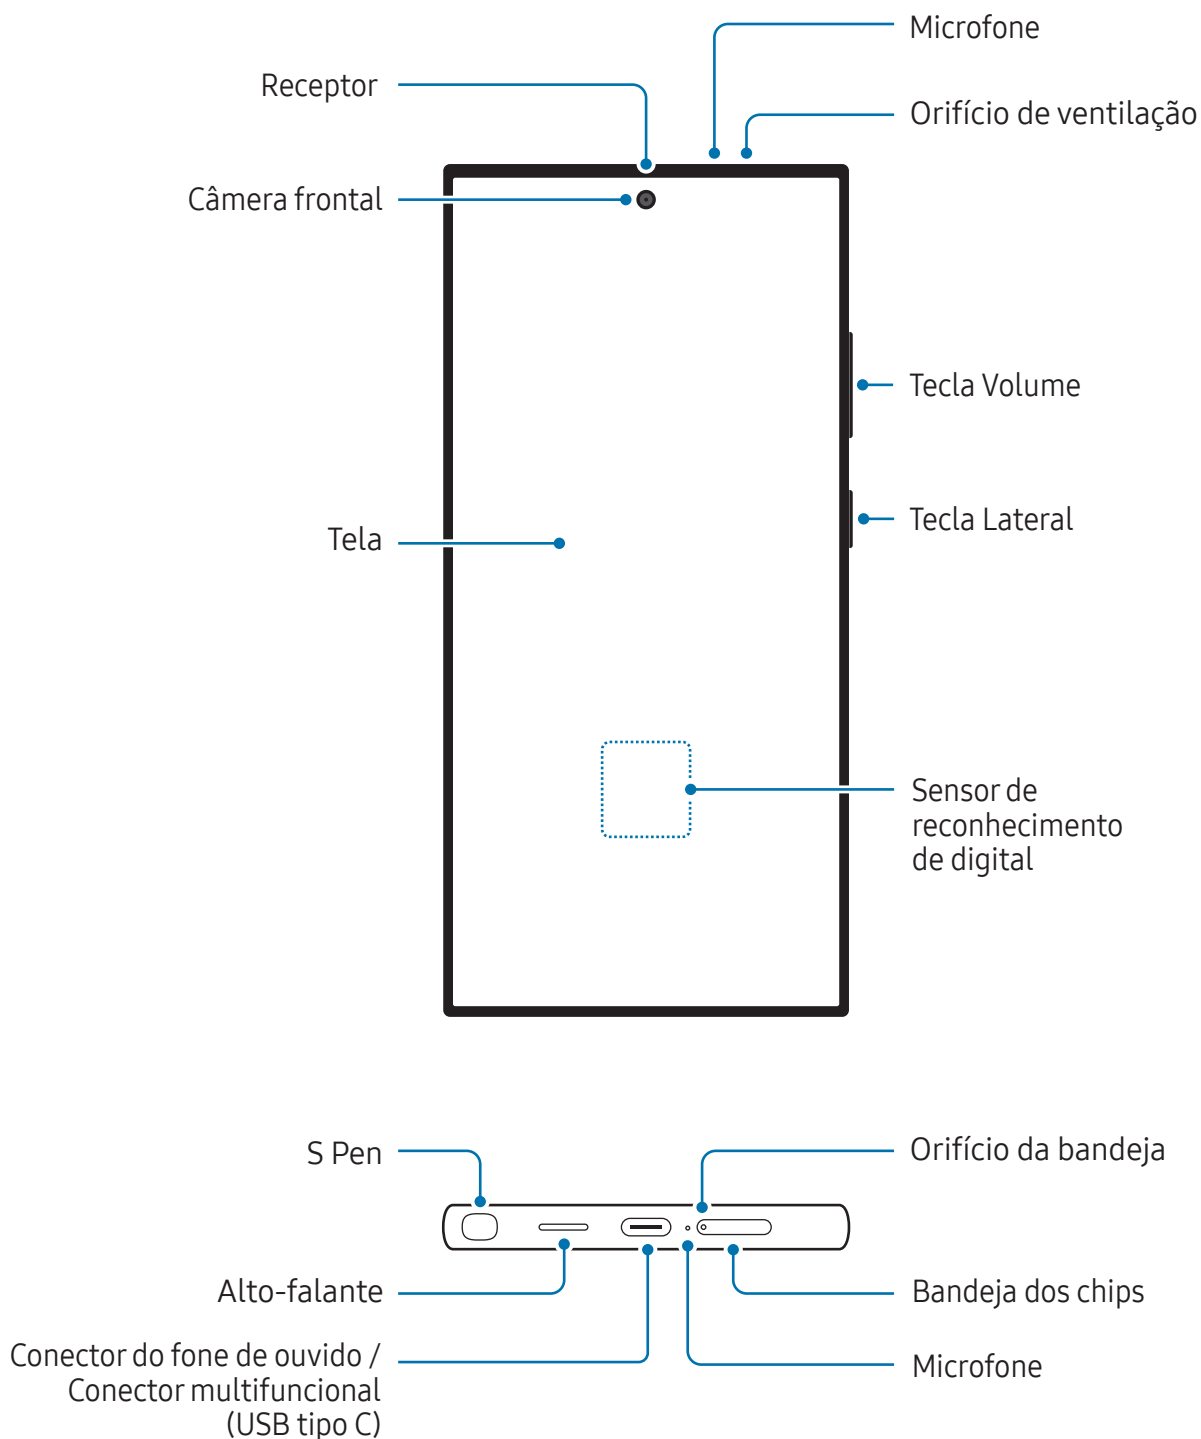 Microfone
Receptor
Orifício de ventilação
Câmera frontal
Tecla Volume
Tecla Lateral
Tela
Sensor de
reconhecimento
de digital
S Pen
Orifício da bandeja
Alto-falante
Bandeja dos chips
Conector do fone de ouvido /
Conector multifuncional
(USB tipo C)
Microfone